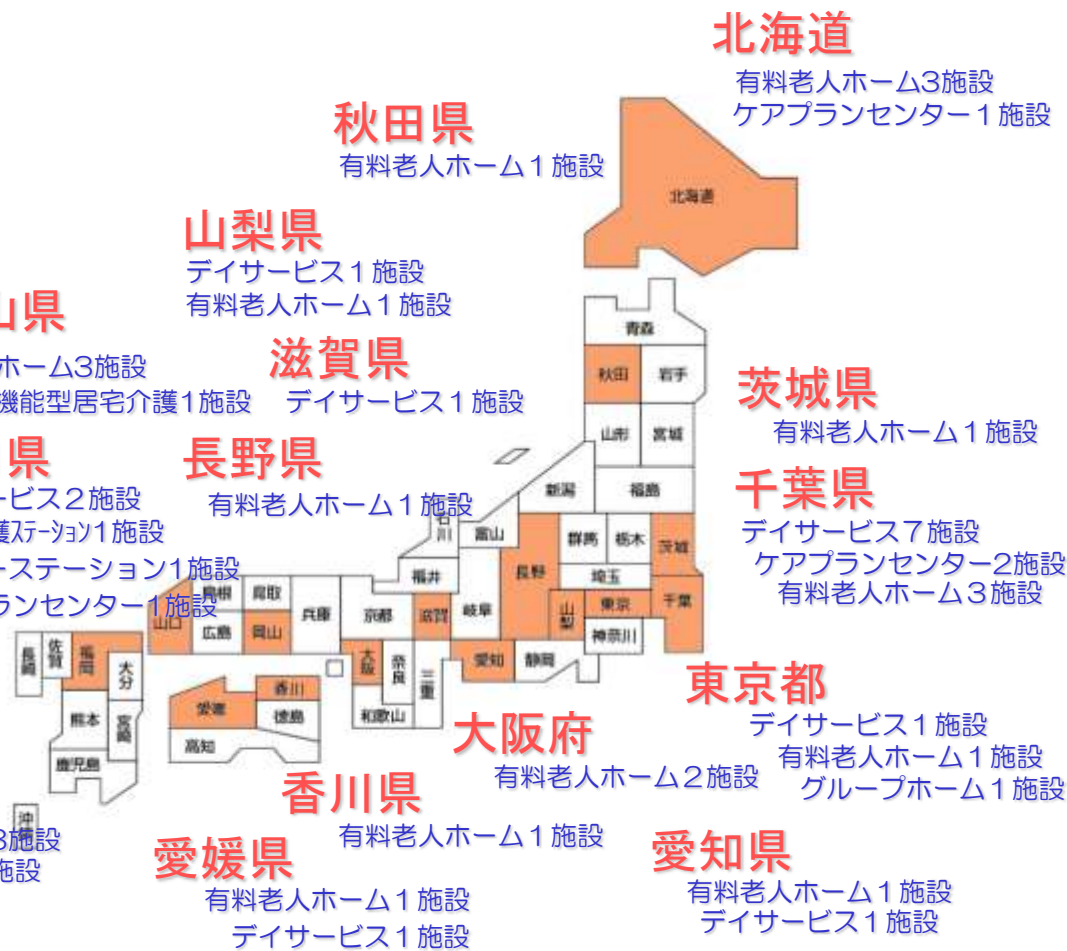 北海道
有料老人ホーム3施設
ケアプランセンター１施設
秋田県
有料老人ホーム１施設
山梨県
デイサービス１施設
有料老人ホーム１施設
山県
ホーム3施設
機能型居宅介護1施設
滋賀県
デイサービス１施設
県
ービス２施設
護ステーション1施設
ーステーション1施設
ランセンター1施設
長野県
有料老人ホーム１施設
茨城県
有料老人ホーム１施設
千葉県
デイサービス７施設
ケアプランセンター2施設
有料老人ホーム３施設
東京都
デイサービス１施設
有料老人ホーム１施設
グループホーム１施設
大阪府
有料老人ホーム２施設
香川県
有料老人ホーム１施設
愛媛県
有料老人ホーム１施設
デイサービス１施設
愛知県
有料老人ホーム１施設
デイサービス１施設
3施設
施設
北海道
青森
秋田
岩手
山形
宮城
新潟
福島
石川
富山
群馬
栃木
茨城
長野
埼玉
福井
島根
鳥取
兵庫
京都
滋賀
岐阜
山梨
東京
千葉
山口
広島
岡山
神奈川
長崎
佐賀
福岡
大分
大阪
奈良
三重
愛知
静岡
熊本
宮崎
愛媛
香川
徳島
和歌山
高知
鹿児島
沖